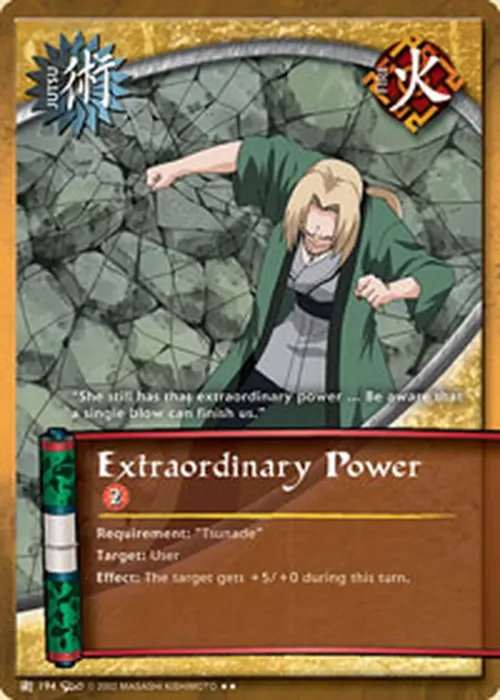 JUTSU
術
FIRE
火
"She still has that extraordinary power ... Be aware that
a single blow can finish us."
Extraordinary Power
2
Requirement: "Tsunade"
Target: User
Effect: The target gets +5/+0 during this turn.
194 © 2002 MASASHI KISHIMOTO ★★